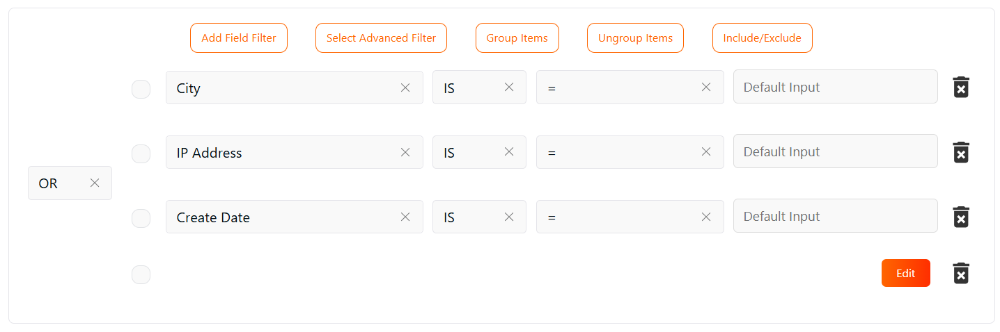 Add Field Filter Select Advanced Filter Group Items Ungroup Items Include/Exclude
City IS = Default Input
IP Address IS = Default Input
OR
Create Date IS = Default Input
Edit